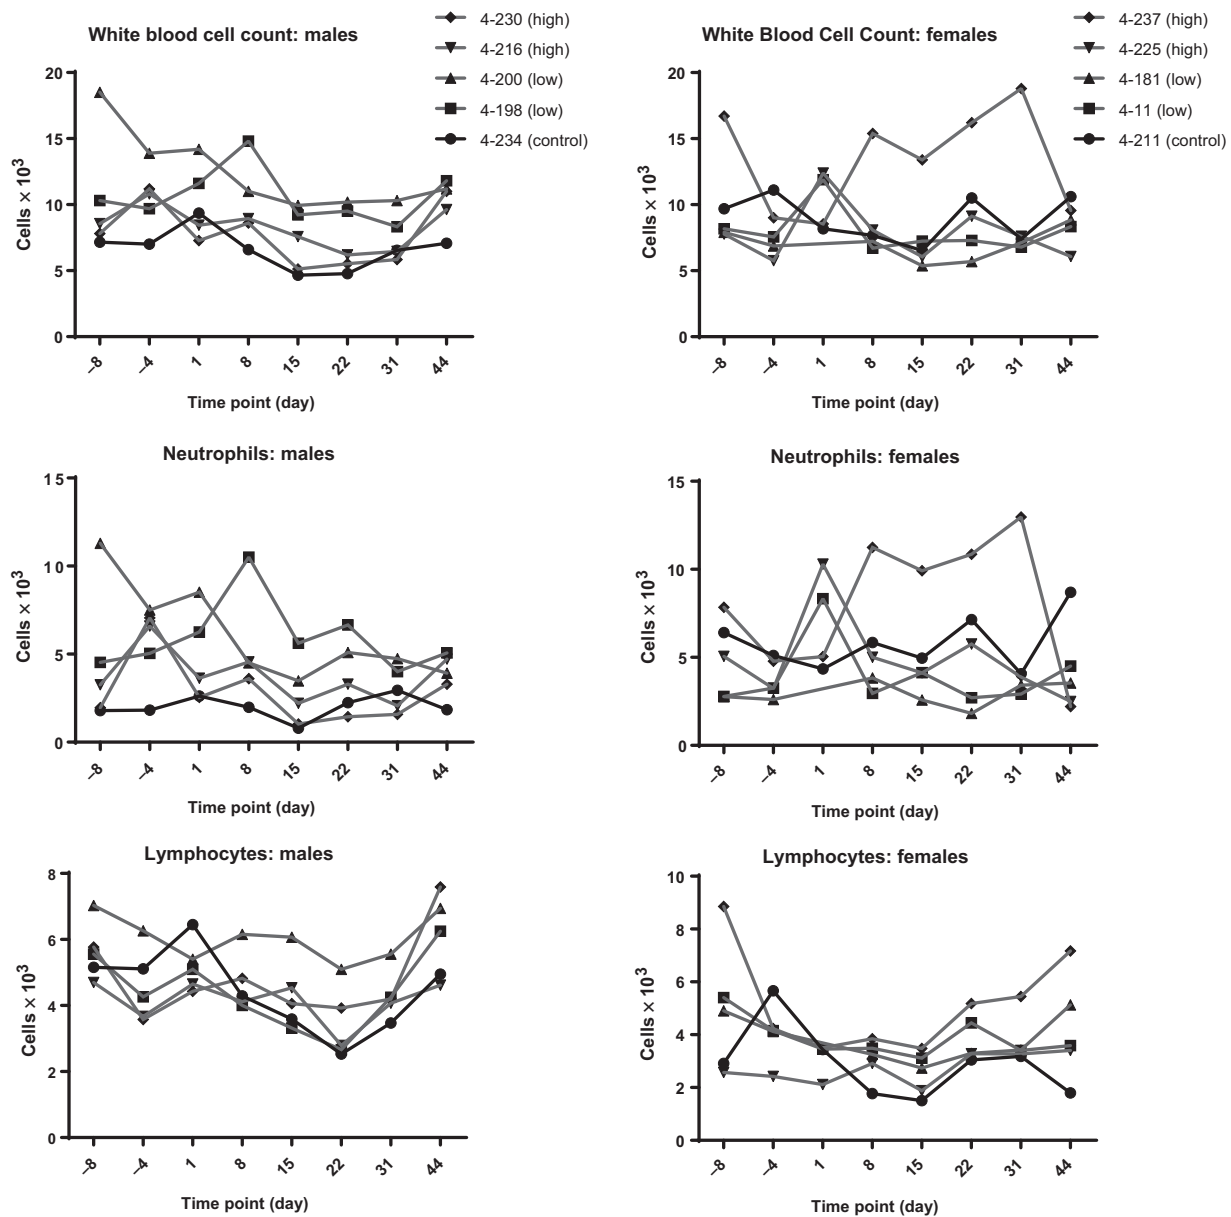 White blood cell count: males
4-230 (high)
4-216 (high)
4-200 (low)
4-198 (low)
4-234 (control)
Cells × 10³
20
15
10
5
0
–8 –4 1 8 15 22 31 44
Time point (day)
White Blood Cell Count: females
4-237 (high)
4-225 (high)
4-181 (low)
4-11 (low)
4-211 (control)
Cells × 10³
20
15
10
5
0
–8 –4 1 8 15 22 31 44
Time point (day)
Neutrophils: males
Cells × 10³
15
10
5
0
–8 –4 1 8 15 22 31 44
Time point (day)
Neutrophils: females
Cells × 10³
15
10
5
0
–8 –4 1 8 15 22 31 44
Time point (day)
Lymphocytes: males
Cells × 10³
8
6
4
2
0
–8 –4 1 8 15 22 31 44
Time point (day)
Lymphocytes: females
Cells × 10³
10
8
6
4
2
0
–8 –4 1 8 15 22 31 44
Time point (day)